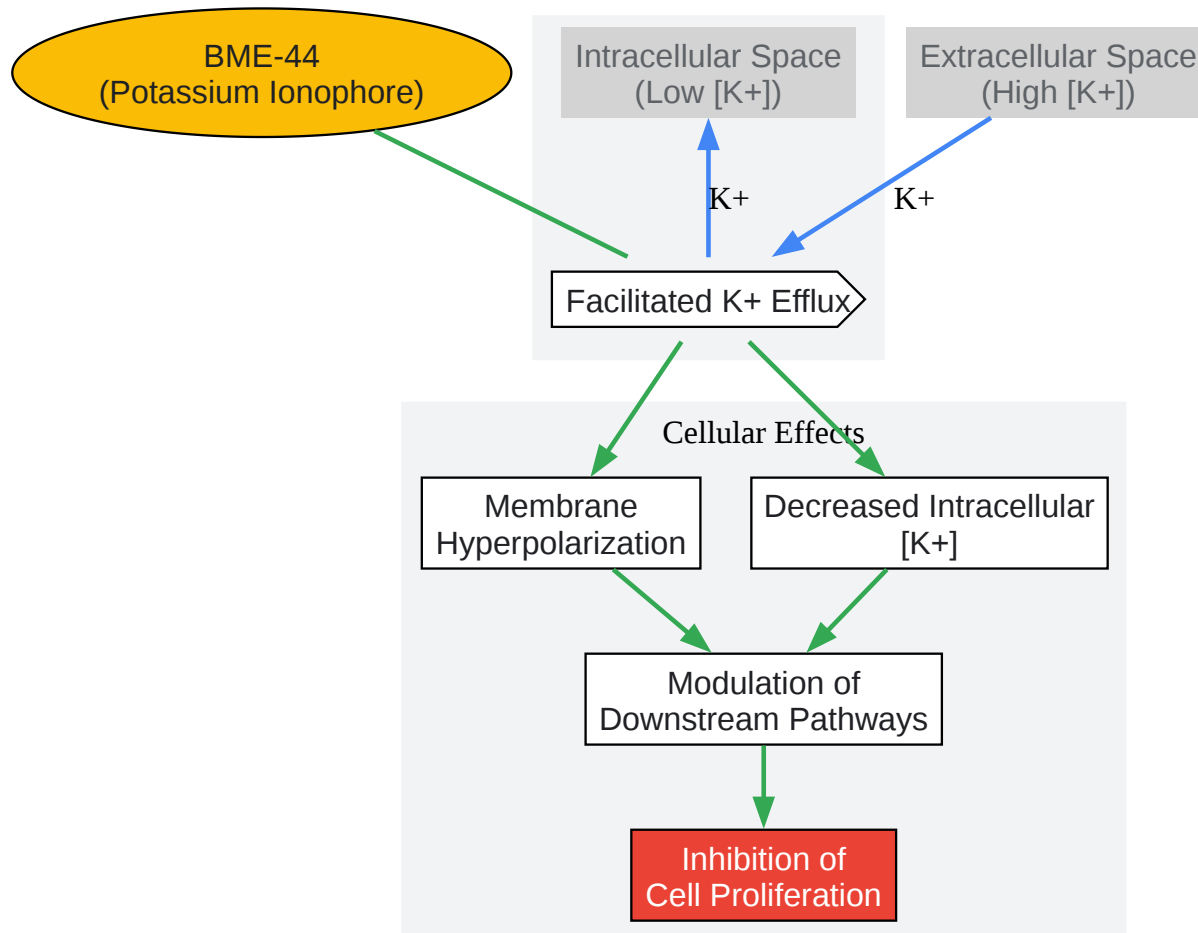 BME-44
(Potassium Ionophore)
Intracellular Space
(Low [K+])
Extracellular Space
(High [K+])
K+
K+
Facilitated K+ Efflux
Cellular Effects
Membrane
Hyperpolarization
Decreased Intracellular
[K+]
Modulation of
Downstream Pathways
Inhibition of
Cell Proliferation